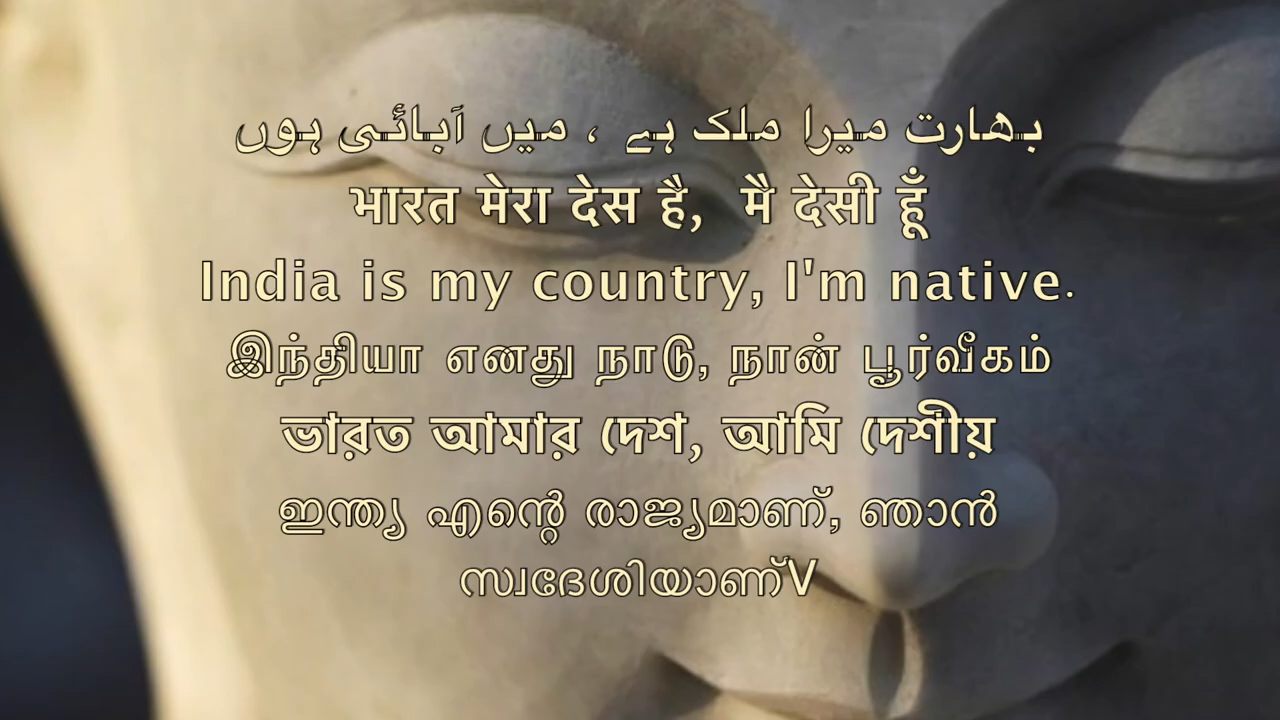 بھارت میرا ملک ہے ، میں آبائی ہوں
भारत मेरा देस है, मै देसी हूँ
India is my country, I'm native.
இந்தியா எனது நாடு, நான் பூர்வீகம்
ভারত আমার দেশ, আমি দেশীয়
ഇന്ത്യ എന്റെ രാജ്യമാണ്, ഞാൻ
സ്വദേശിയാണ്V